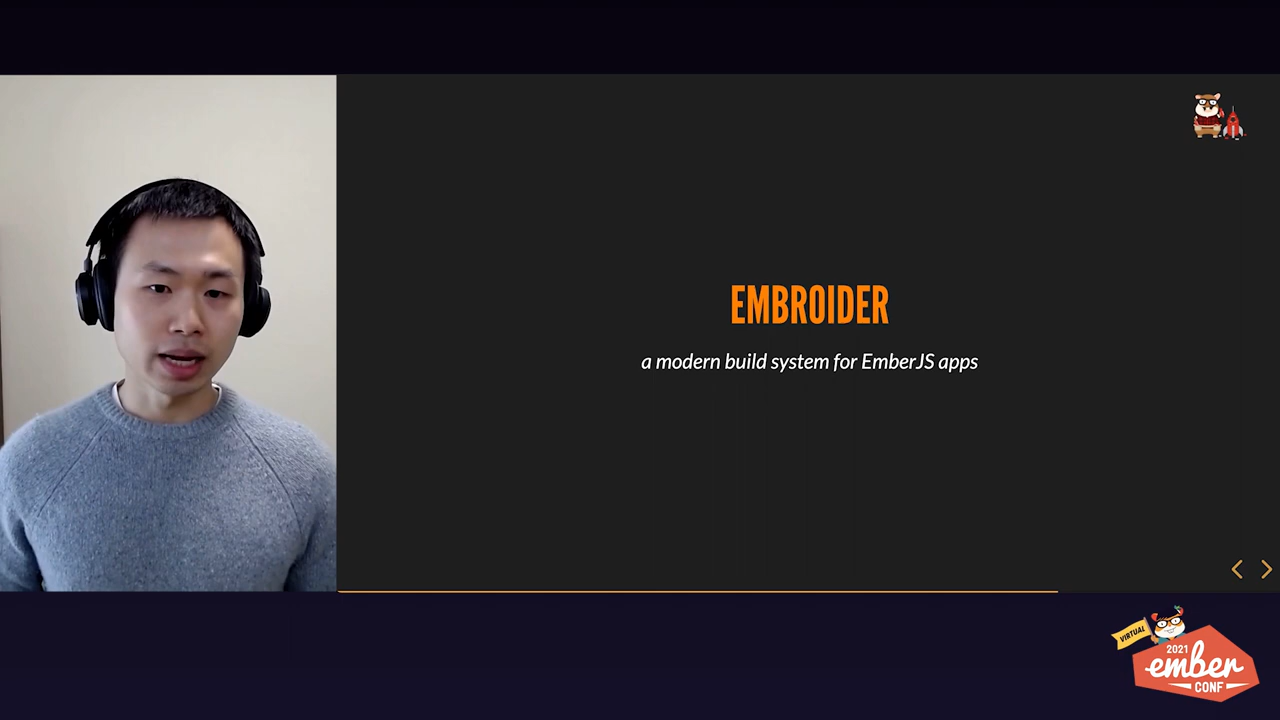 EMBROIDER
a modern build system for EmberJS apps
VIRTUAL
2021
ember
CONF